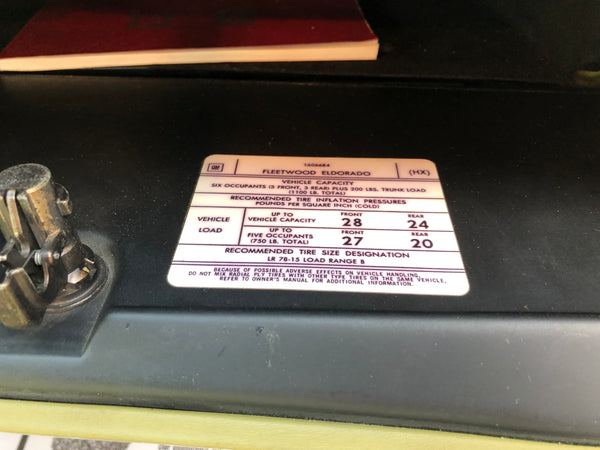 1606684
GM FLEETWOOD ELDORADO (HX)
VEHICLE CAPACITY
SIX OCCUPANTS (3 FRONT, 3 REAR) PLUS 200 LBS. TRUNK LOAD
(1100 LB. TOTAL)
RECOMMENDED TIRE INFLATION PRESSURES
POUNDS PER SQUARE INCH (COLD)
VEHICLE LOAD
UP TO VEHICLE CAPACITY FRONT 28 REAR 24
UP TO FIVE OCCUPANTS (750 LB. TOTAL) FRONT 27 REAR 20
RECOMMENDED TIRE SIZE DESIGNATION
LR 78-15 LOAD RANGE B
BECAUSE OF POSSIBLE ADVERSE EFFECTS ON VEHICLE HANDLING,
DO NOT MIX RADIAL PLY TIRES WITH OTHER TYPE TIRES ON THE SAME VEHICLE,
REFER TO OWNER'S MANUAL FOR ADDITIONAL INFORMATION.